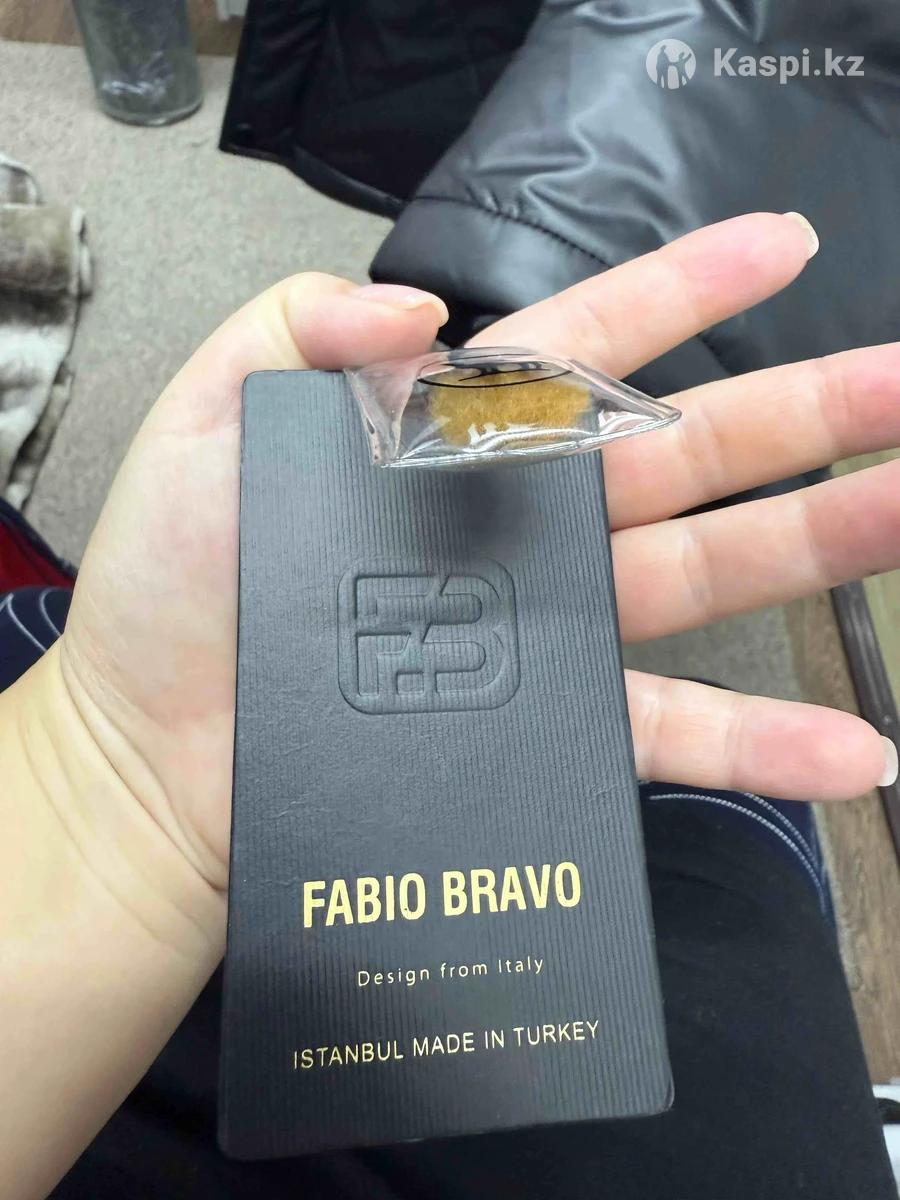 Kaspi.kz
FB
FABIO BRAVO
Design from Italy
ISTANBUL MADE IN TURKEY